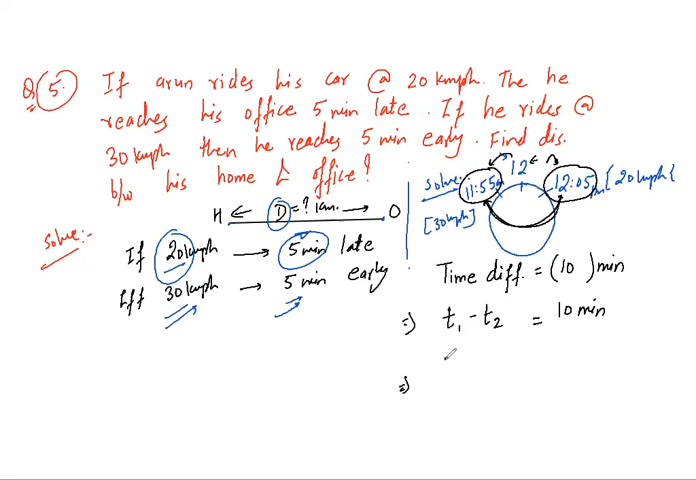 Q 5. If arun rides his car @ 20 kmph. The he
reaches his office 5 min late. If he rides @
30 kmph then he reaches 5 min early. Find dis.
b/w his home & office?
Solve:-
H ← D = ? km. → O
If 20 kmph → 5 min late
Iff 30 kmph → 5 min early
Solve:
12
11:55 12:05 [20 kmph]
[30 kmph]
Time diff. = (10) min
⇒ t₁ - t₂ = 10 min
⇒